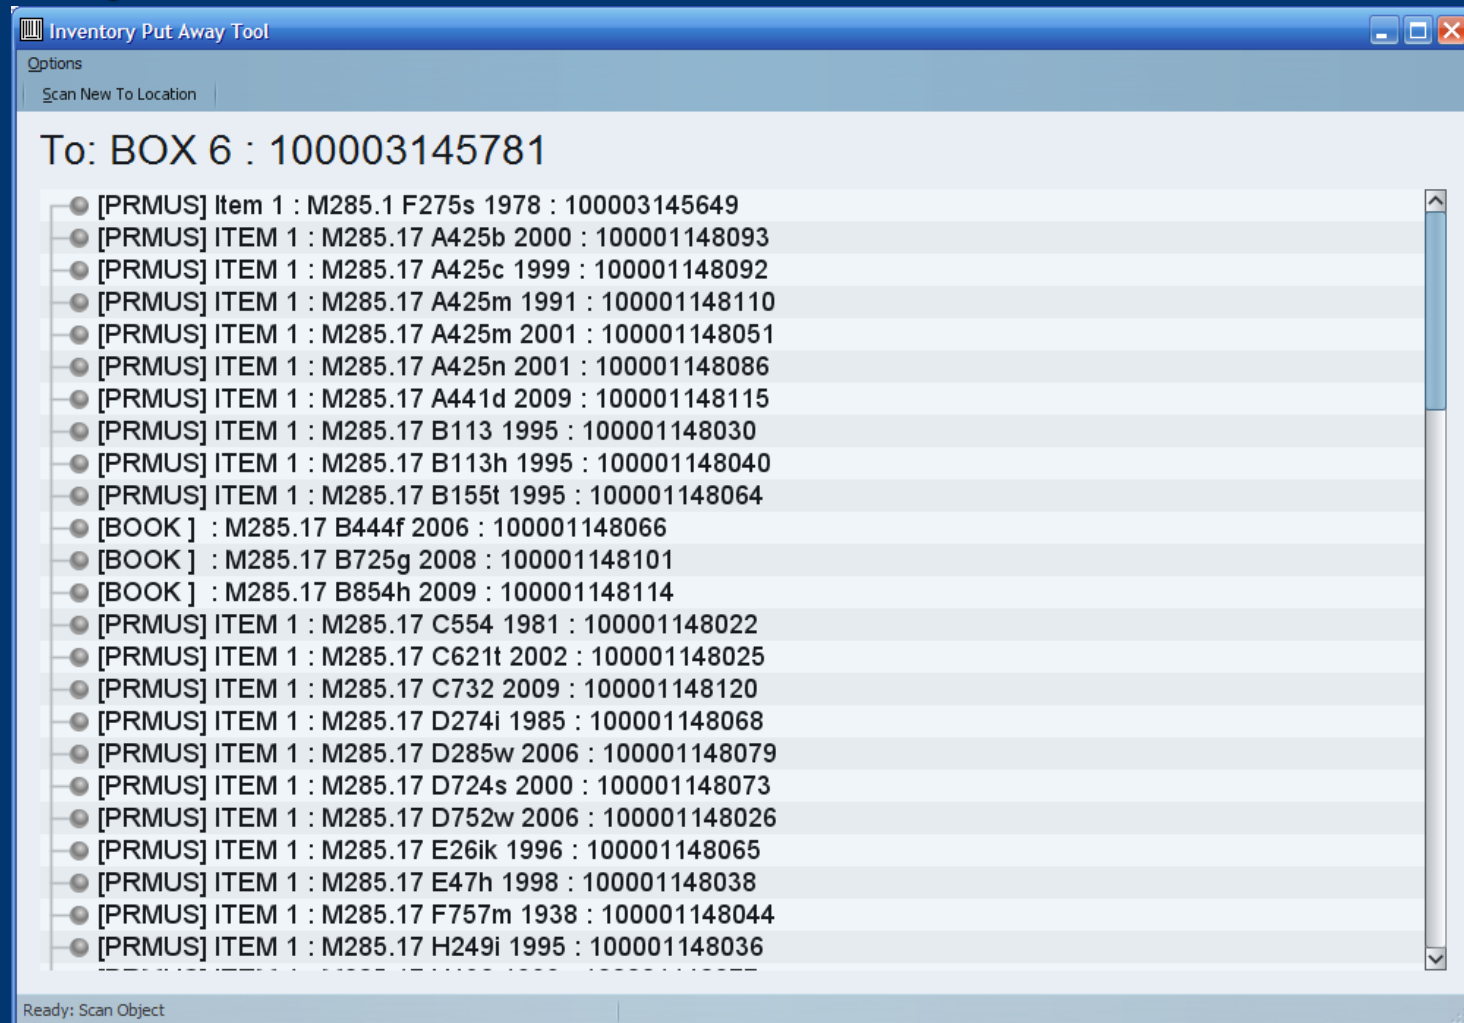 Inventory Put Away Tool
Options
Scan New To Location
To: BOX 6 : 100003145781
[PRMUS] Item 1 : M285.1 F275s 1978 : 100003145649
[PRMUS] ITEM 1 : M285.17 A425b 2000 : 100001148093
[PRMUS] ITEM 1 : M285.17 A425c 1999 : 100001148092
[PRMUS] ITEM 1 : M285.17 A425m 1991 : 100001148110
[PRMUS] ITEM 1 : M285.17 A425m 2001 : 100001148051
[PRMUS] ITEM 1 : M285.17 A425n 2001 : 100001148086
[PRMUS] ITEM 1 : M285.17 A441d 2009 : 100001148115
[PRMUS] ITEM 1 : M285.17 B113 1995 : 100001148030
[PRMUS] ITEM 1 : M285.17 B113h 1995 : 100001148040
[PRMUS] ITEM 1 : M285.17 B155t 1995 : 100001148064
[BOOK ]  : M285.17 B444f 2006 : 100001148066
[BOOK ]  : M285.17 B725g 2008 : 100001148101
[BOOK ]  : M285.17 B854h 2009 : 100001148114
[PRMUS] ITEM 1 : M285.17 C554 1981 : 100001148022
[PRMUS] ITEM 1 : M285.17 C621t 2002 : 100001148025
[PRMUS] ITEM 1 : M285.17 C732 2009 : 100001148120
[PRMUS] ITEM 1 : M285.17 D274i 1985 : 100001148068
[PRMUS] ITEM 1 : M285.17 D285w 2006 : 100001148079
[PRMUS] ITEM 1 : M285.17 D724s 2000 : 100001148073
[PRMUS] ITEM 1 : M285.17 D752w 2006 : 100001148026
[PRMUS] ITEM 1 : M285.17 E26ik 1996 : 100001148065
[PRMUS] ITEM 1 : M285.17 E47h 1998 : 100001148038
[PRMUS] ITEM 1 : M285.17 F757m 1938 : 100001148044
[PRMUS] ITEM 1 : M285.17 H249i 1995 : 100001148036
Ready: Scan Object